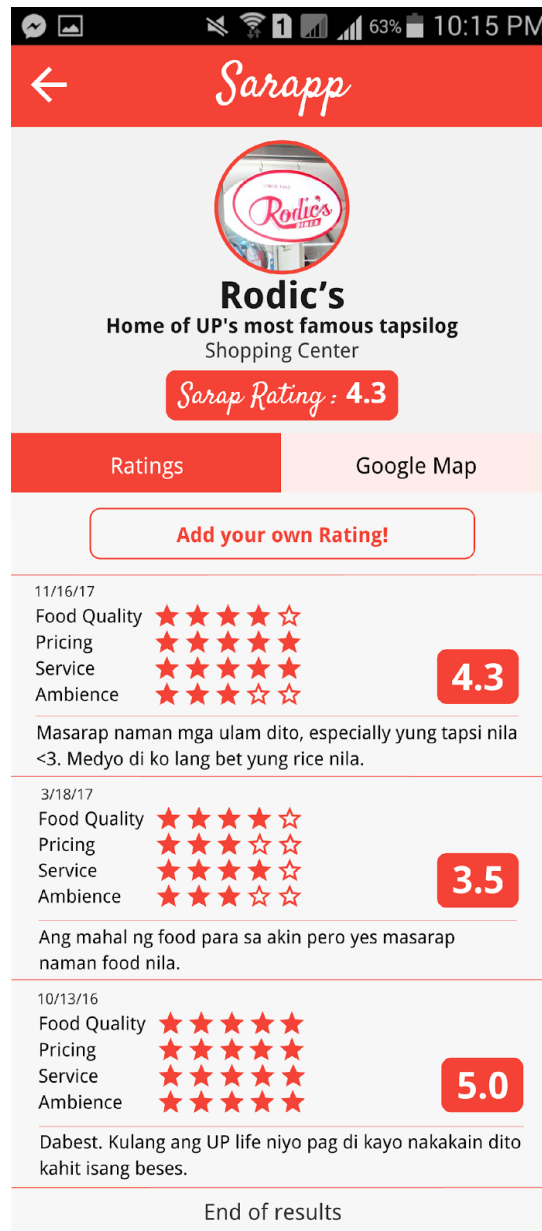 1 63% 10:15 PM
Sarapp
Rodic's
DINER
Rodic's
Home of UP's most famous tapsilog
Shopping Center
Sarap Rating : 4.3
Ratings Google Map
Add your own Rating!
11/16/17
Food Quality
Pricing
Service
Ambience
4.3
Masarap naman mga ulam dito, especially yung tapsi nila
<3. Medyo di ko lang bet yung rice nila.
3/18/17
Food Quality
Pricing
Service
Ambience
3.5
Ang mahal ng food para sa akin pero yes masarap
naman food nila.
10/13/16
Food Quality
Pricing
Service
Ambience
5.0
Dabest. Kulang ang UP life niyo pag di kayo nakakain dito
kahit isang beses.
End of results